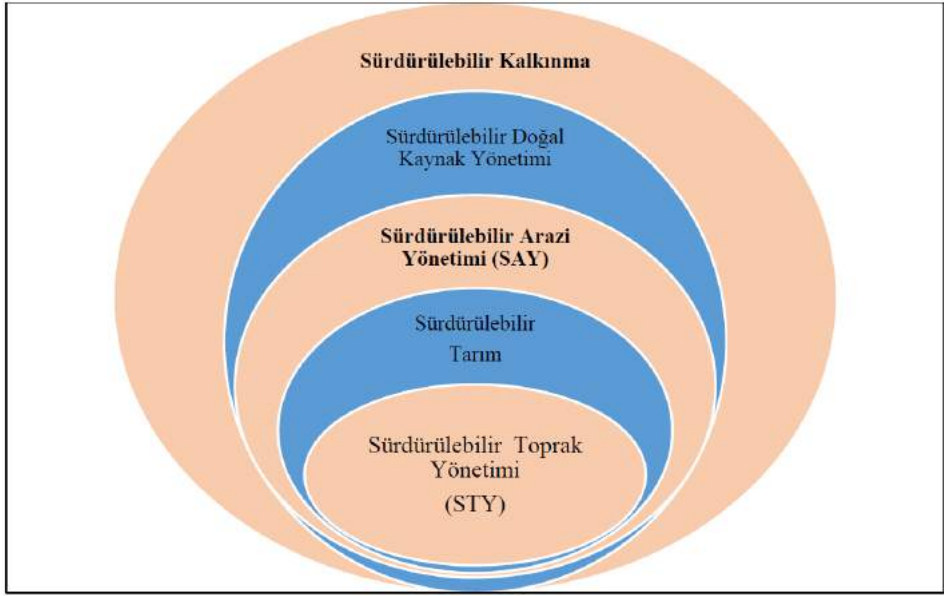 Sürdürülebilir Kalkınma
Sürdürülebilir Doğal
Kaynak Yönetimi
Sürdürülebilir Arazi
Yönetimi (SAY)
Sürdürülebilir
Tarım
Sürdürülebilir Toprak
Yönetimi
(STY)